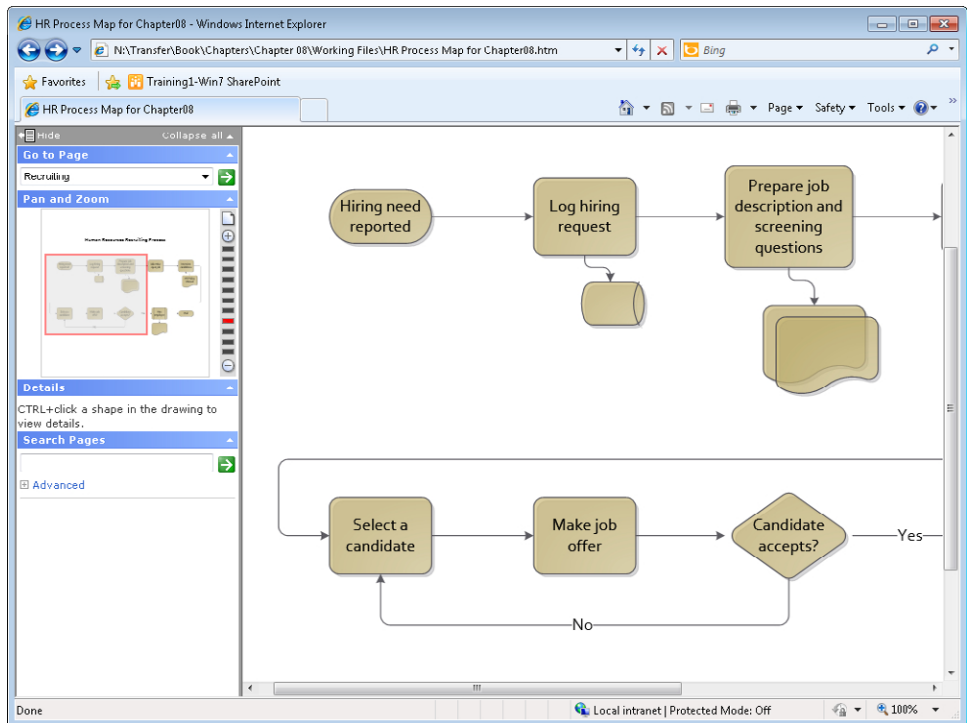 HR Process Map for Chapter08 - Windows Internet Explorer
N:\Transfer\Book\Chapters\Chapter 08\Working Files\HR Process Map for Chapter08.htm
Bing
Favorites
Training1-Win7 SharePoint
HR Process Map for Chapter08
Page
Safety
Tools
»
Hide
Collapse all
Go to Page
Recruiting
Pan and Zoom
Human Resources Recruiting Process
Details
CTRL+click a shape in the drawing to
view details.
Search Pages
Advanced
Hiring need
reported
Log hiring
request
Prepare job
description and
screening
questions
Select a
candidate
Make job
offer
Candidate
accepts?
Yes
No
Done
Local intranet | Protected Mode: Off
100%